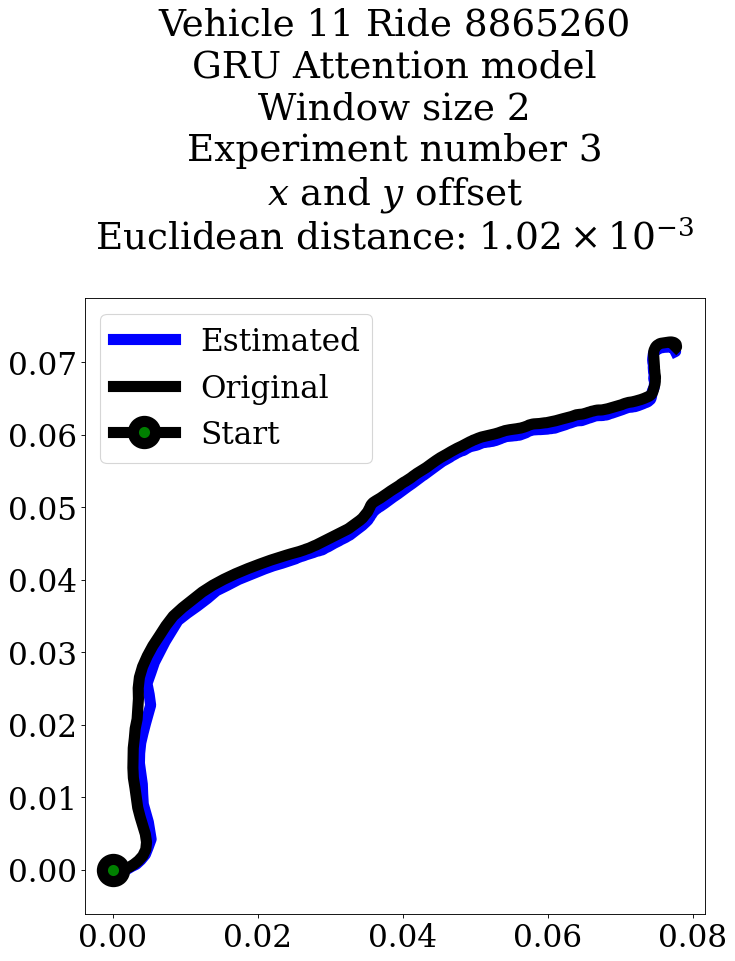 Vehicle 11 Ride 8865260
GRU Attention model
Window size 2
Experiment number 3
x and y offset
Euclidean distance: 1.02 × 10⁻³
Estimated
Original
Start
0.07
0.06
0.05
0.04
0.03
0.02
0.01
0.00
0.00 0.02 0.04 0.06 0.08